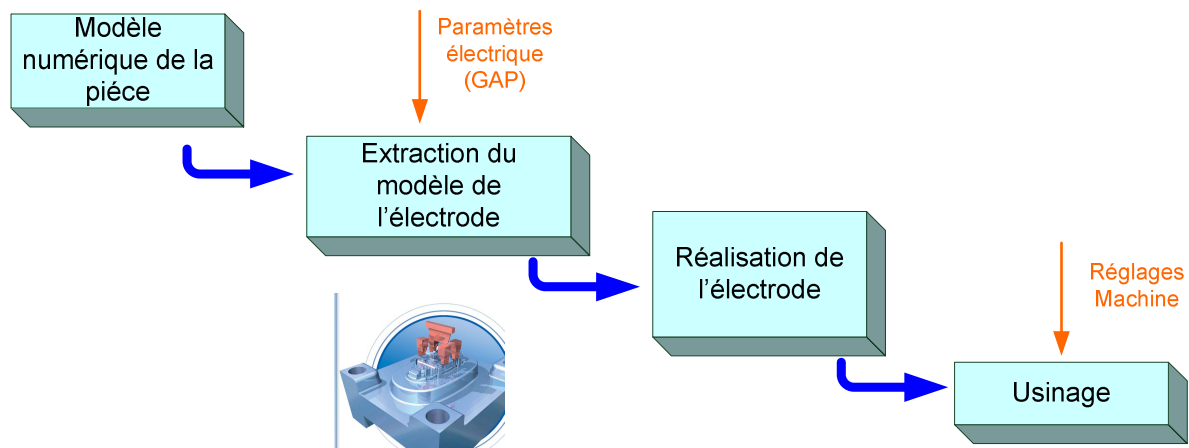 Modèle
numérique de la
piéce
Paramètres
électrique
(GAP)
Extraction du
modèle de
l'électrode
Réalisation de
l'électrode
Réglages
Machine
Usinage